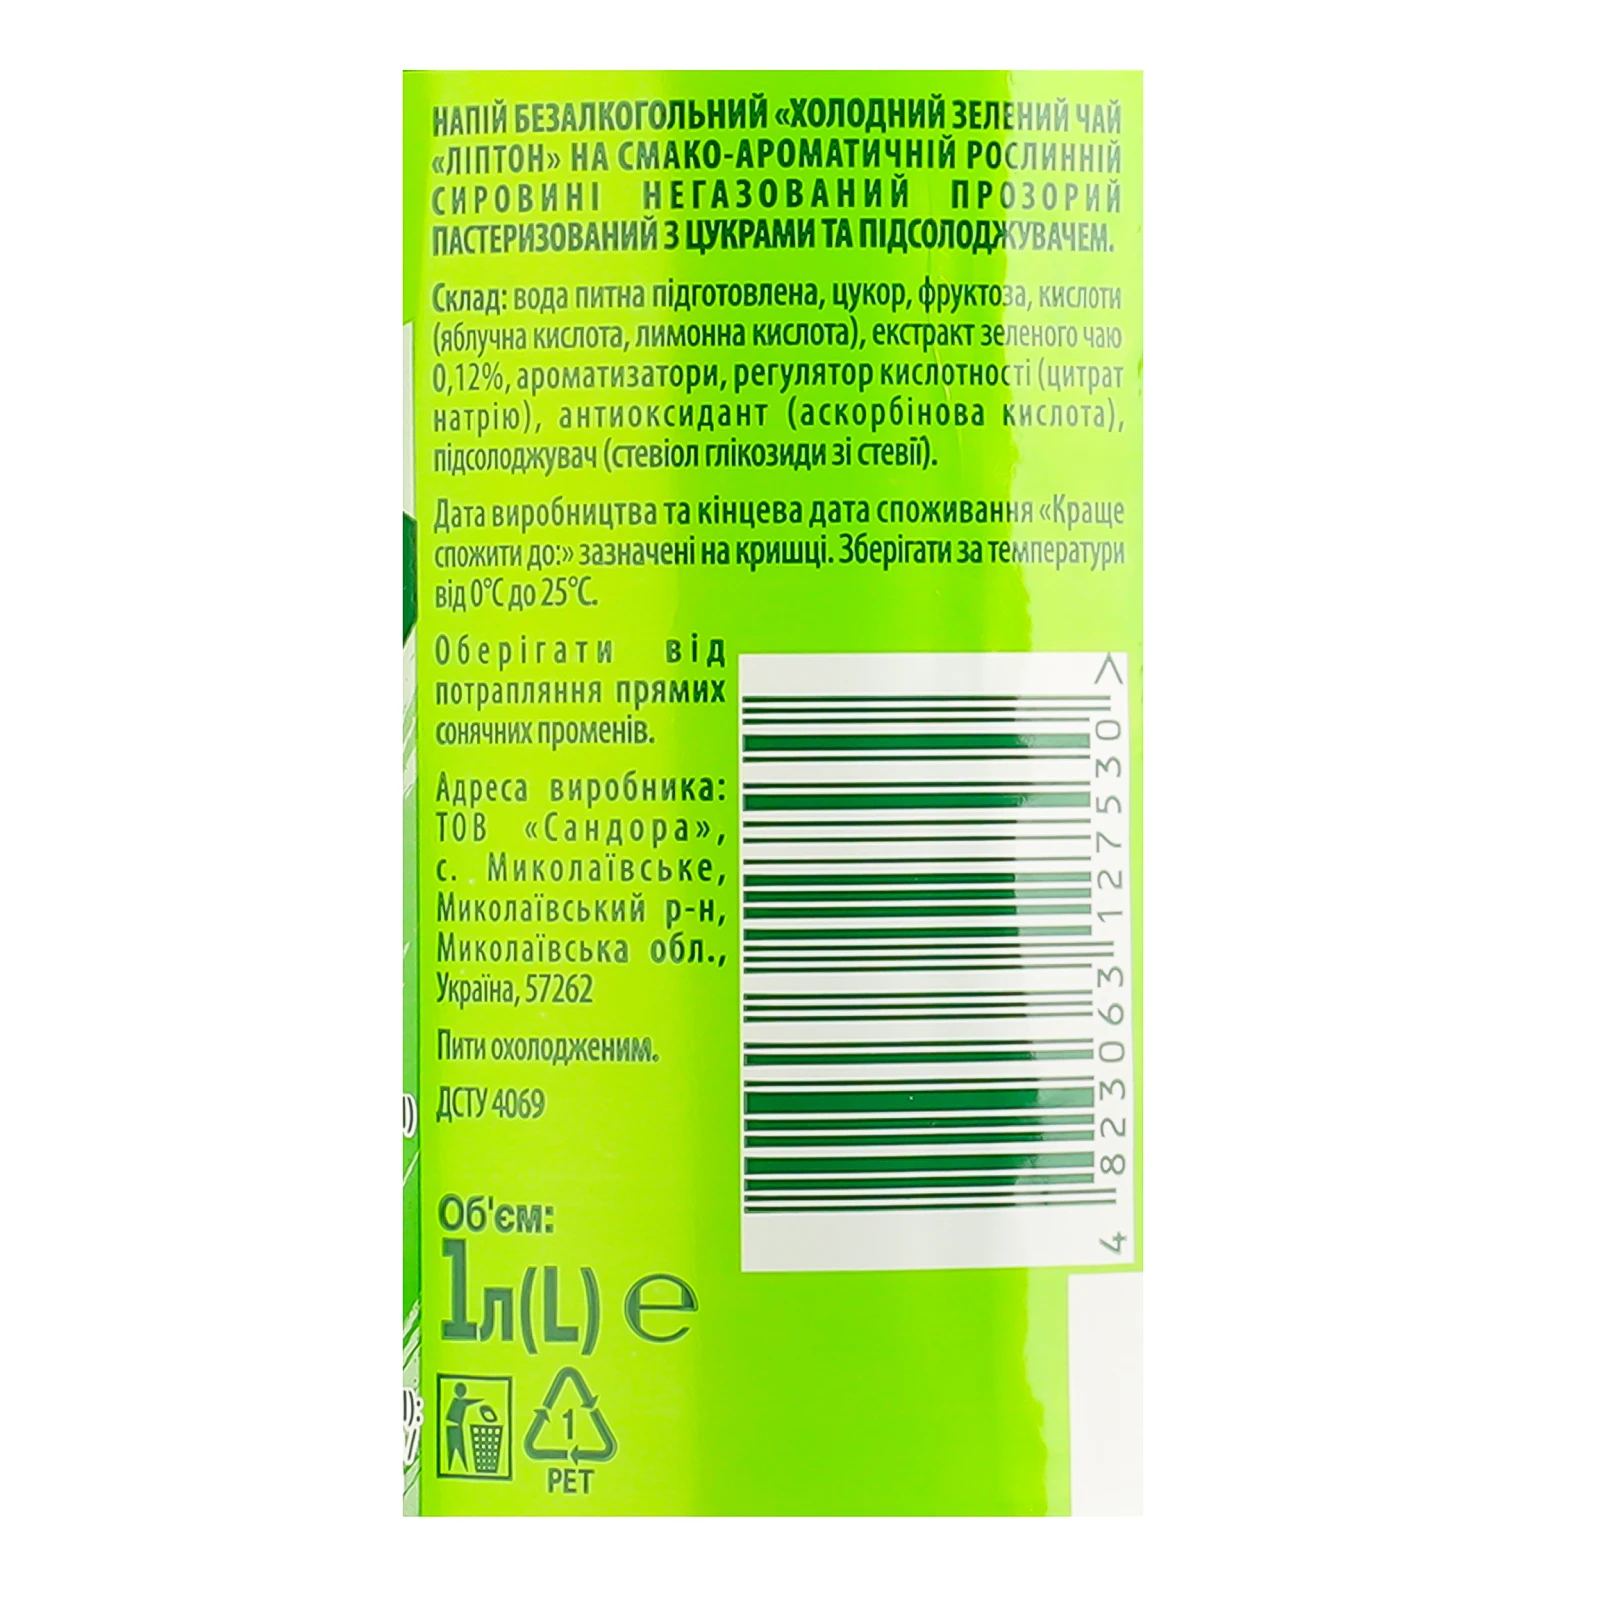 НАПІЙ БЕЗАЛКОГОЛЬНИЙ «ХОЛОДНИЙ ЗЕЛЕНИЙ ЧАЙ
«ЛІПТОН» НА СМАКО-АРОМАТИЧНІЙ РОСЛИННІЙ
СИРОВИНІ НЕГАЗОВАНИЙ ПРОЗОРИЙ
ПАСТЕРИЗОВАНИЙ З ЦУКРАМИ ТА ПІДСОЛОДЖУВАЧЕМ.
Склад: вода питна підготовлена, цукор, фруктоза, кислоти
(яблучна кислота, лимонна кислота), екстракт зеленого чаю
0,12%, ароматизатори, регулятор кислотності (цитрат
натрію), антиоксидант (аскорбінова кислота),
підсолоджувач (стевіол глікозиди зі стевії).
Дата виробництва та кінцева дата споживання «Краще
спожити до:» зазначені на кришці. Зберігати за температури
від 0°C до 25°C.
Оберігати від
потрапляння прямих
сонячних променів.
Адреса виробника:
ТОВ «Сандора»,
с. Миколаївське,
Миколаївський р-н,
Миколаївська обл.,
Україна, 57262
Пити охолодженим.
ДСТУ 4069
Об'єм:
1л(L) e
1
PET
4 823063 127530 >